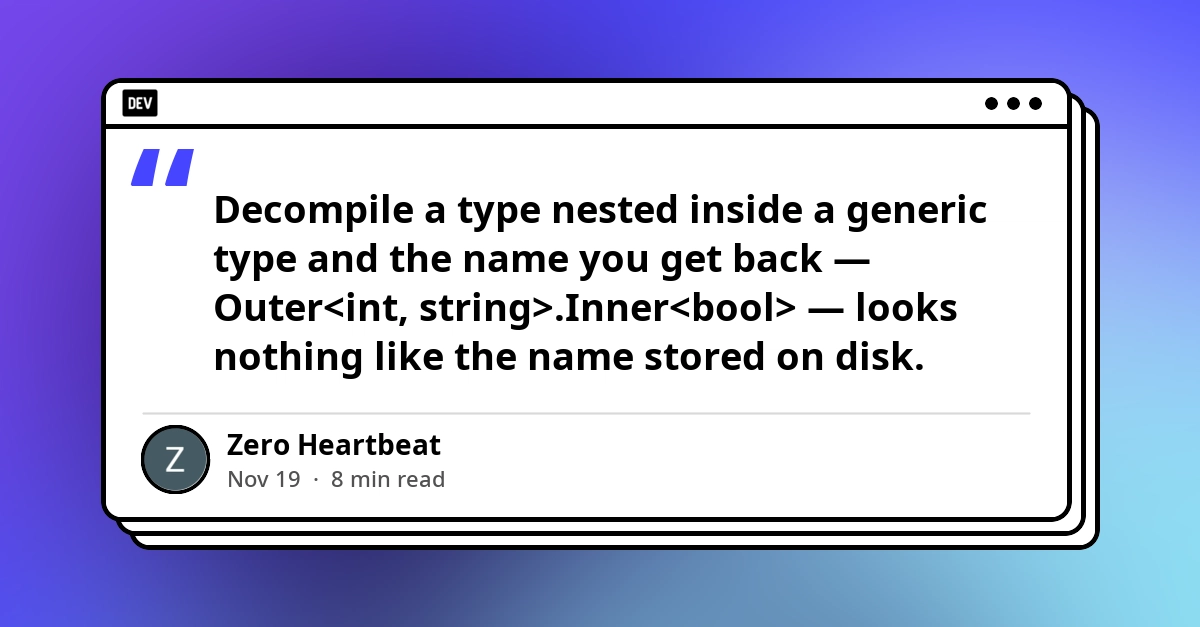 DEV
“
Decompile a type nested inside a generic
type and the name you get back —
Outer<int, string>.Inner<bool> — looks
nothing like the name stored on disk.
Z
Zero Heartbeat
Nov 19 · 8 min read